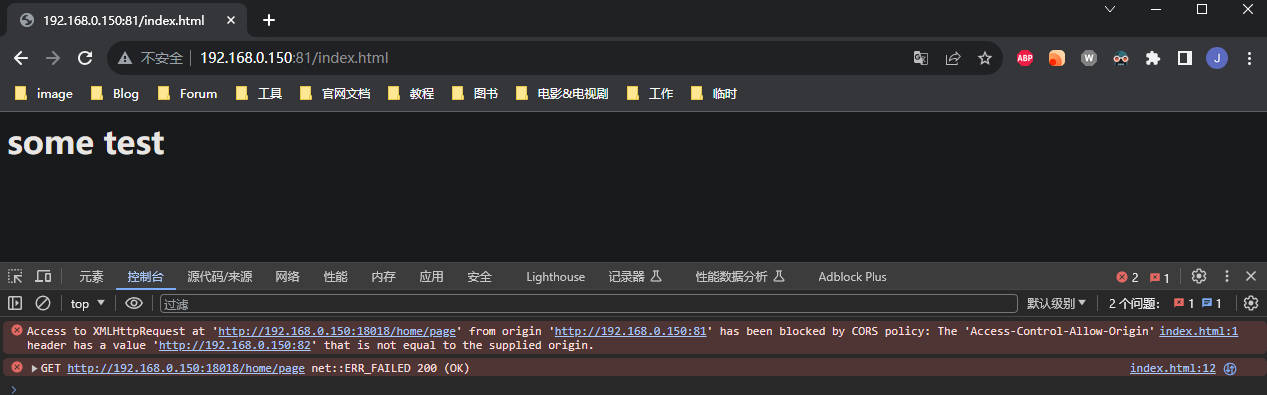 192.168.0.150:81/index.html
不安全 192.168.0.150:81/index.html ABP W J
image Blog Forum 工具 官网文档 教程 图书 电影&电视剧 工作 临时
some test
元素 控制台 源代码/来源 网络 性能 内存 应用 安全 Lighthouse 记录器 性能数据分析 Adblock Plus 2 1
top 过滤 默认级别 2 个问题: 1 1
Access to XMLHttpRequest at 'http://192.168.0.150:18018/home/page' from origin 'http://192.168.0.150:81' has been blocked by CORS policy: The 'Access-Control-Allow-Origin' index.html:1
header has a value 'http://192.168.0.150:82' that is not equal to the supplied origin.
GET http://192.168.0.150:18018/home/page net::ERR_FAILED 200 (OK) index.html:12